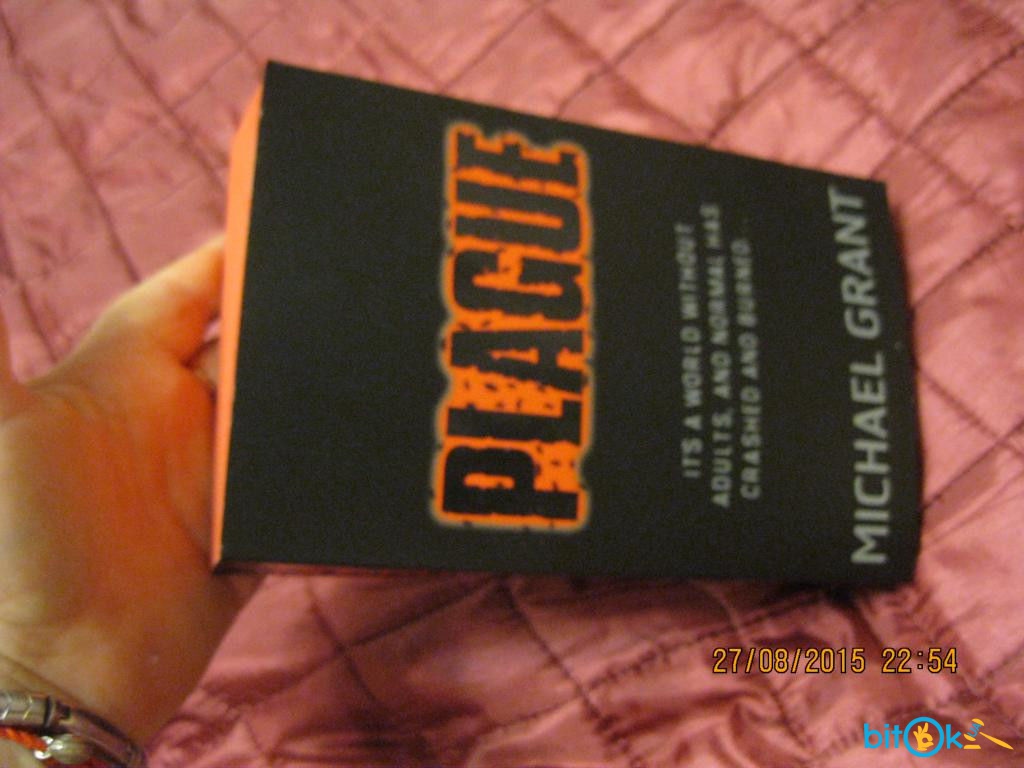 PLAGUE
IT'S A WORLD WITHOUT
ADULTS, AND NORMAL HAS
CRASHED AND BURNED...
MICHAEL GRANT
27/08/2015 22:54
bitOk